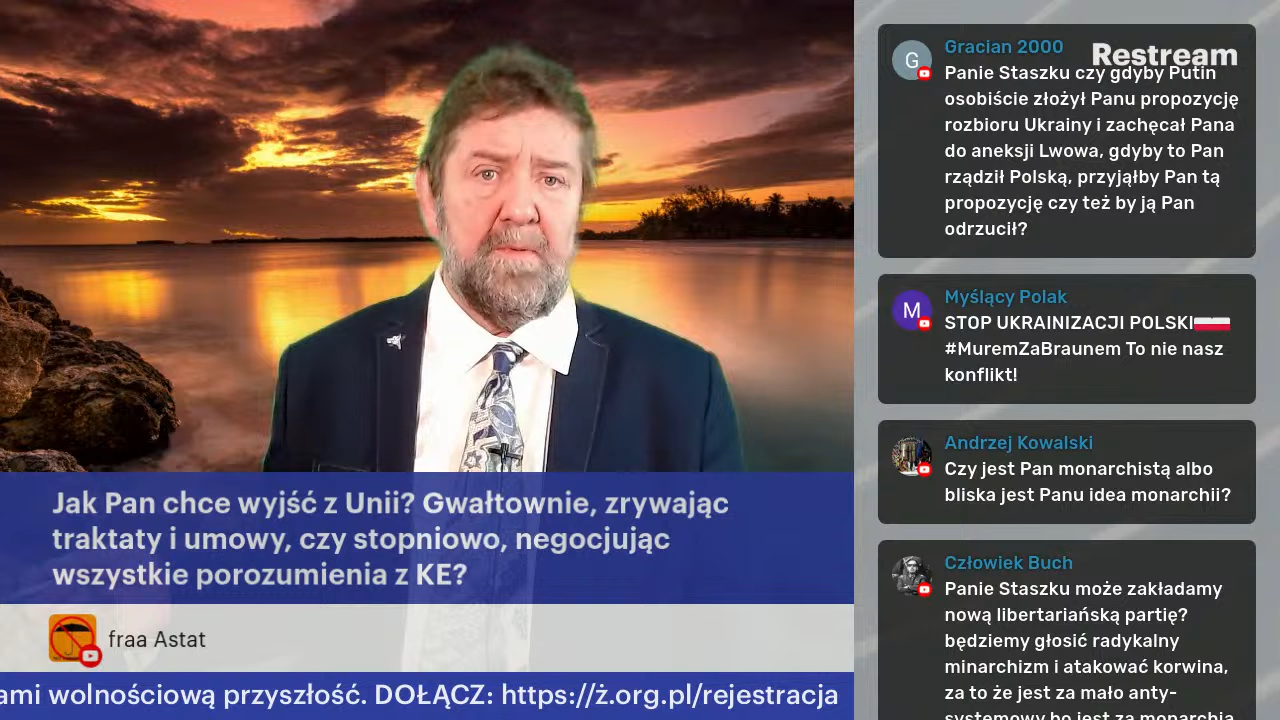 Jak Pan chce wyjść z Unii? Gwałtownie, zrywając
traktaty i umowy, czy stopniowo, negocjując
wszystkie porozumienia z KE?
fraa Astat
ami wolnościową przyszłość. DOŁĄCZ: https://ż.org.pl/rejestracja
Restream
G
Gracian 2000
Panie Staszku czy gdyby Putin
osobiście złożył Panu propozycję
rozbioru Ukrainy i zachęcał Pana
do aneksji Lwowa, gdyby to Pan
rządził Polską, przyjąłby Pan tą
propozycję czy też by ją Pan
odrzucił?
M
Myślący Polak
STOP UKRAINIZACJI POLSKI🇵🇱
#MuremZaBraunem To nie nasz
konflikt!
Andrzej Kowalski
Czy jest Pan monarchistą albo
bliska jest Panu idea monarchii?
Człowiek Buch
Panie Staszku może zakładamy
nową libertariańską partię?
będziemy głosić radykalny
minarchizm i atakować korwina,
za to że jest za mało anty-
systemowy bo jest za monarchią